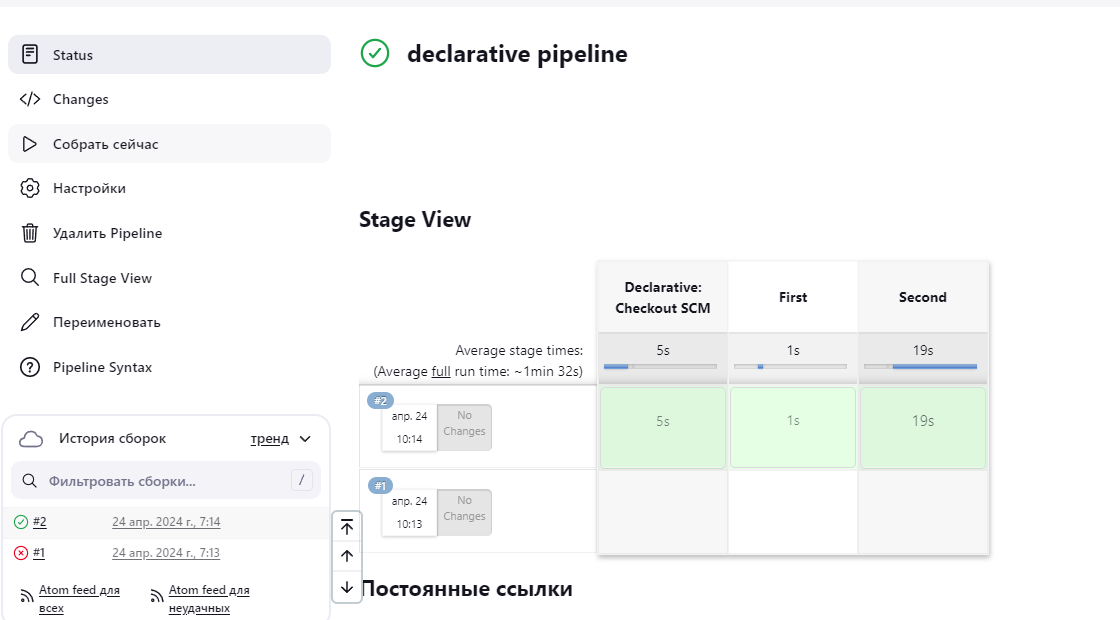 Status
Changes
Собрать сейчас
Настройки
Удалить Pipeline
Full Stage View
Переименовать
Pipeline Syntax
История сборок
тренд
Фильтровать сборки...
/
#2
24 апр. 2024 г., 7:14
#1
24 апр. 2024 г., 7:13
Atom feed для
всех
Atom feed для
неудачных
declarative pipeline
Stage View
Declarative:
Checkout SCM
First
Second
Average stage times:
(Average full run time: ~1min 32s)
5s
1s
19s
#2
апр. 24
10:14
No
Changes
5s
1s
19s
#1
апр. 24
10:13
No
Changes
Постоянные ссылки